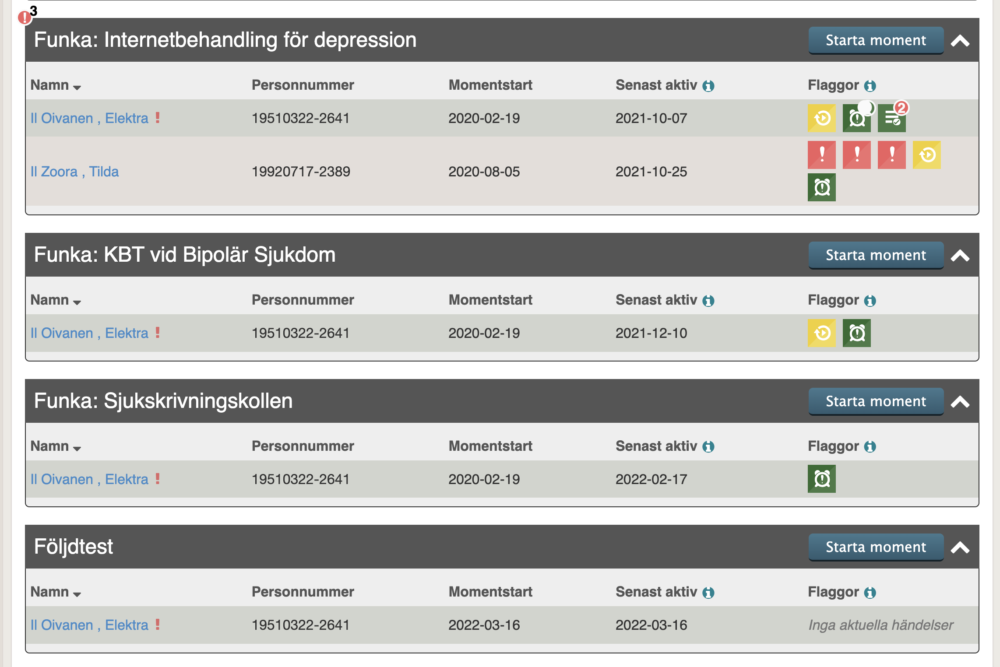 3
Funka: Internetbehandling för depression Starta moment
Namn Personnummer Momentstart Senast aktiv Flaggor
II Oivanen , Elektra ! 19510322-2641 2020-02-19 2021-10-07 2
II Zoora , Tilda 19920717-2389 2020-08-05 2021-10-25
Funka: KBT vid Bipolär Sjukdom Starta moment
Namn Personnummer Momentstart Senast aktiv Flaggor
II Oivanen , Elektra ! 19510322-2641 2020-02-19 2021-12-10
Funka: Sjukskrivningskollen Starta moment
Namn Personnummer Momentstart Senast aktiv Flaggor
II Oivanen , Elektra ! 19510322-2641 2020-02-19 2022-02-17
Följdtest Starta moment
Namn Personnummer Momentstart Senast aktiv Flaggor
II Oivanen , Elektra ! 19510322-2641 2022-03-16 2022-03-16 Inga aktuella händelser